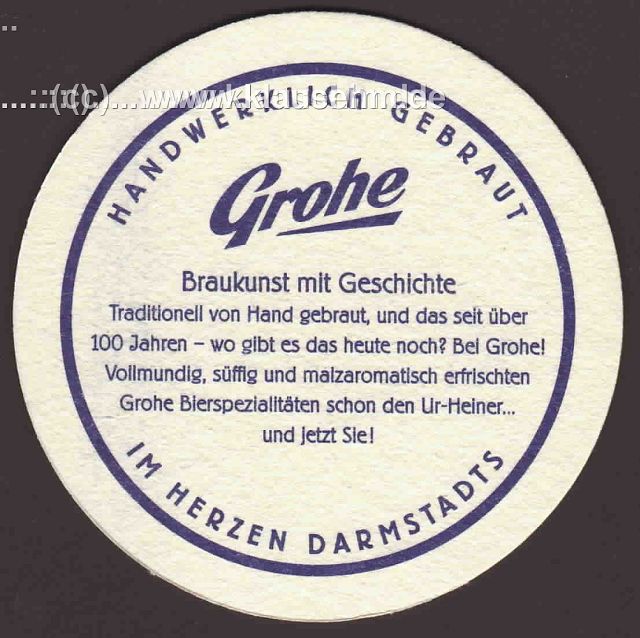 HANDWERKLICH GEBRAUT
Grohe
Braukunst mit Geschichte
Traditionell von Hand gebraut, und das seit über
100 Jahren – wo gibt es das heute noch? Bei Grohe!
Vollmundig, süffig und malzaromatisch erfrischten
Grohe Bierspezialitäten schon den Ur-Heiner...
und jetzt Sie!
IM HERZEN DARMSTADTS